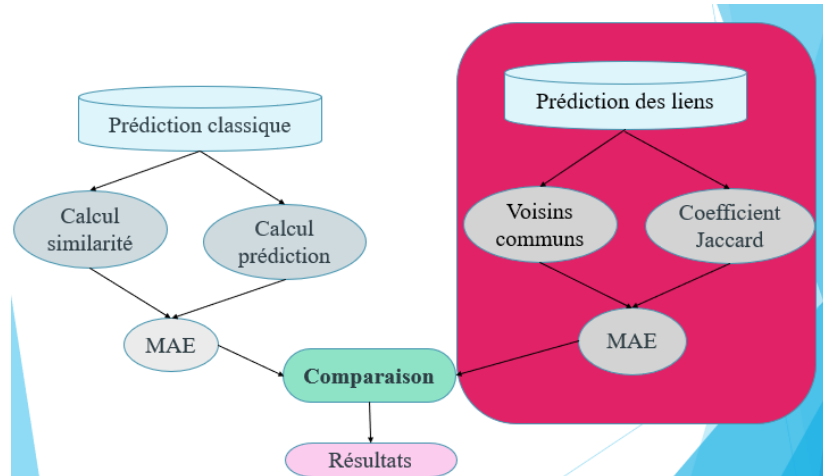 Prédiction classique
Calcul
similarité
Calcul
prédiction
MAE
Prédiction des liens
Voisins
communs
Coefficient
Jaccard
MAE
Comparaison
Résultats